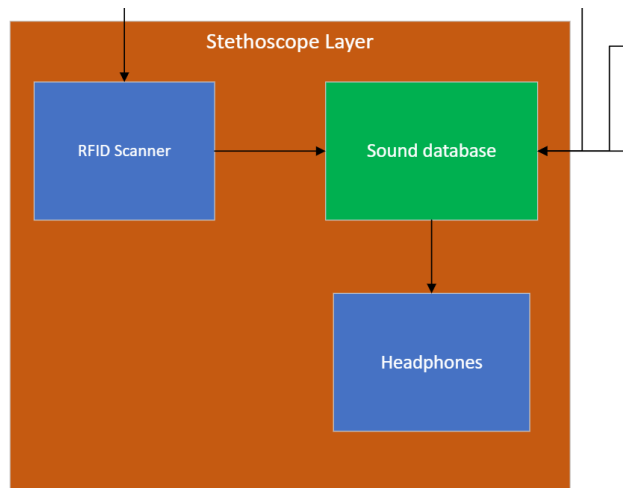 Stethoscope Layer
RFID Scanner
Sound database
Headphones